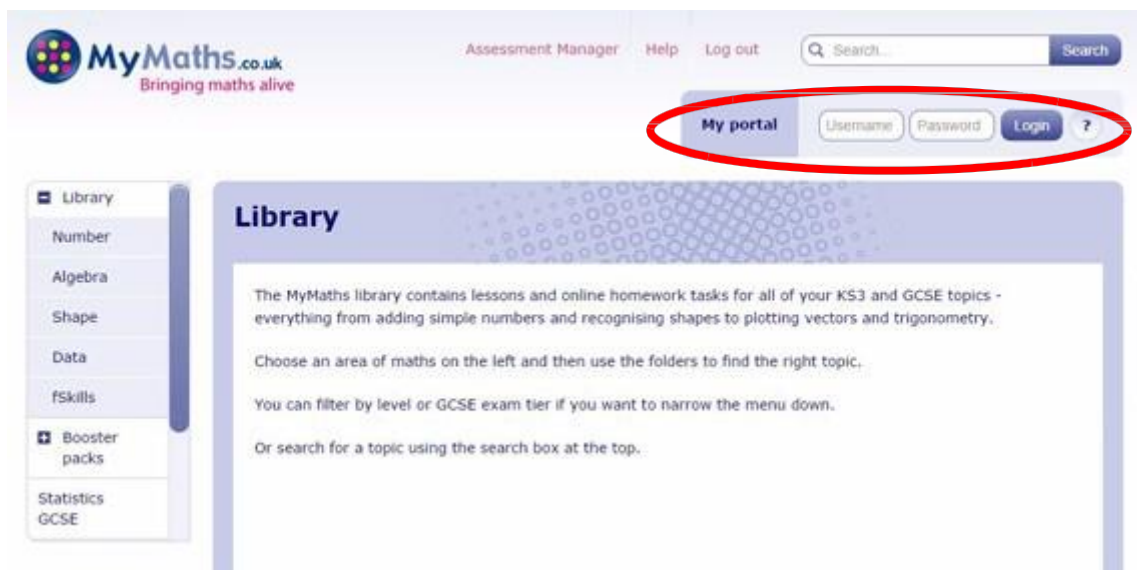 MyMaths.co.uk
Bringing maths alive
Assessment Manager Help Log out Search... Search
My portal Username Password Login ?
Library
Number
Algebra
Shape
Data
fSkills
Booster
packs
Statistics
GCSE
Library
The MyMaths library contains lessons and online homework tasks for all of your KS3 and GCSE topics -
everything from adding simple numbers and recognising shapes to plotting vectors and trigonometry.
Choose an area of maths on the left and then use the folders to find the right topic.
You can filter by level or GCSE exam tier if you want to narrow the menu down.
Or search for a topic using the search box at the top.